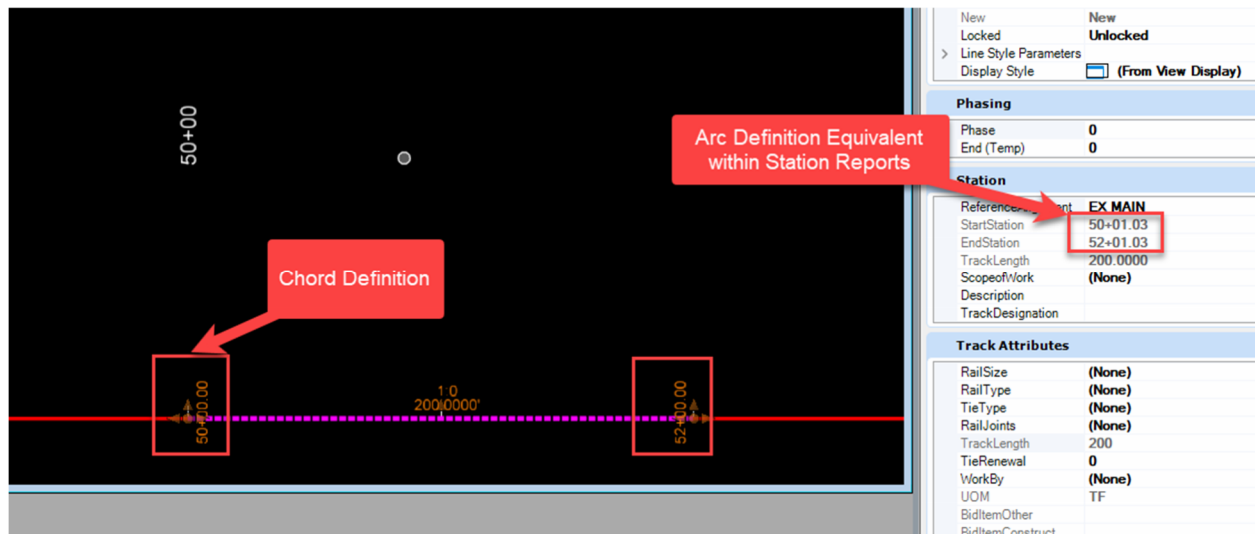 50+00
Chord Definition
50+00.00
1:0
200.0000'
52+00.00
Arc Definition Equivalent
within Station Reports
New New
Locked Unlocked
Line Style Parameters
Display Style (From View Display)
Phasing
Phase 0
End (Temp) 0
Station
EX MAIN
StartStation 50+01.03
EndStation 52+01.03
TrackLength 200.0000
ScopeofWork (None)
Description
TrackDesignation
Track Attributes
RailSize (None)
RailType (None)
TieType (None)
RailJoints (None)
TrackLength 200
TieRenewal 0
WorkBy (None)
UOM TF
BidItemOther
BidItemConstruct